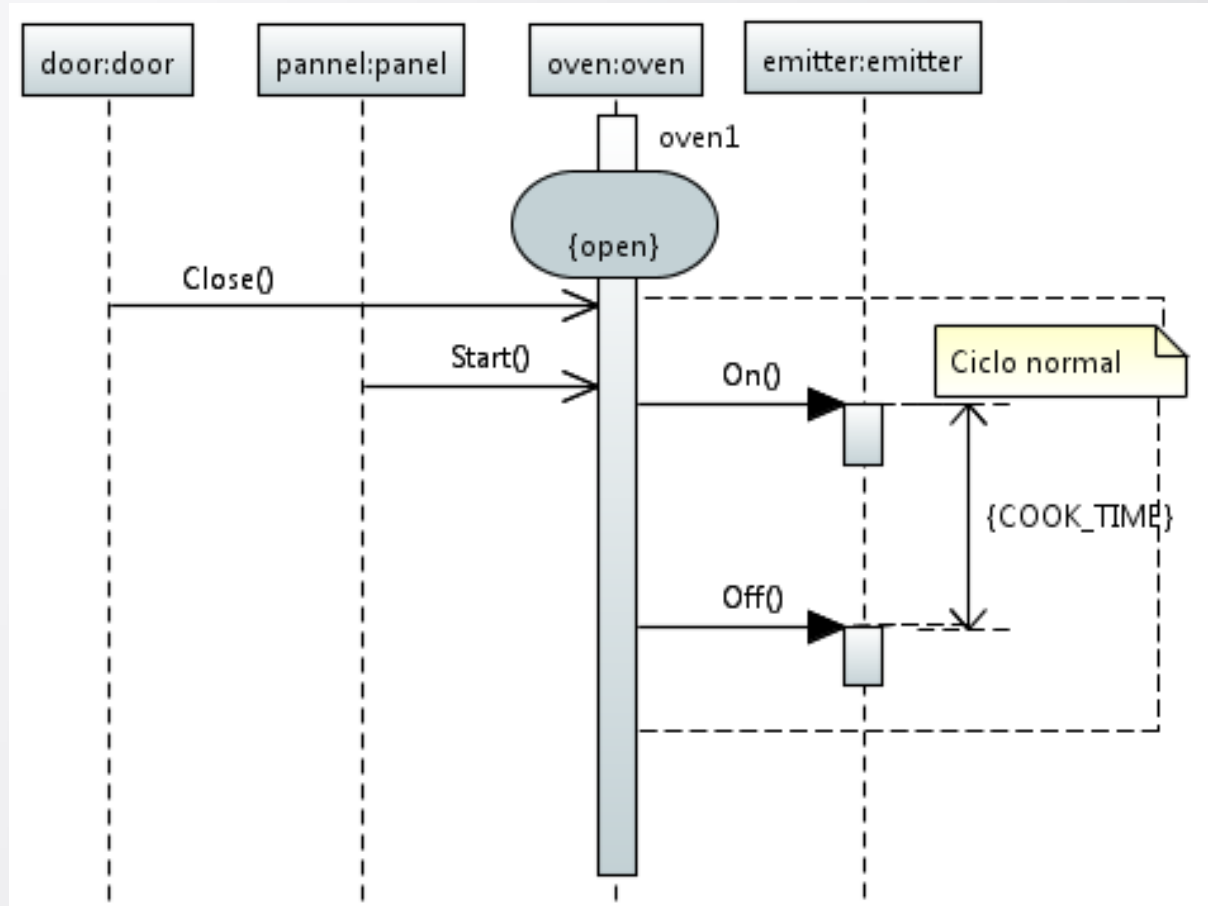 door:door
pannel:panel
oven:oven
emitter:emitter
oven1
{open}
Close()
Start()
On()
Ciclo normal
{COOK_TIME}
Off()